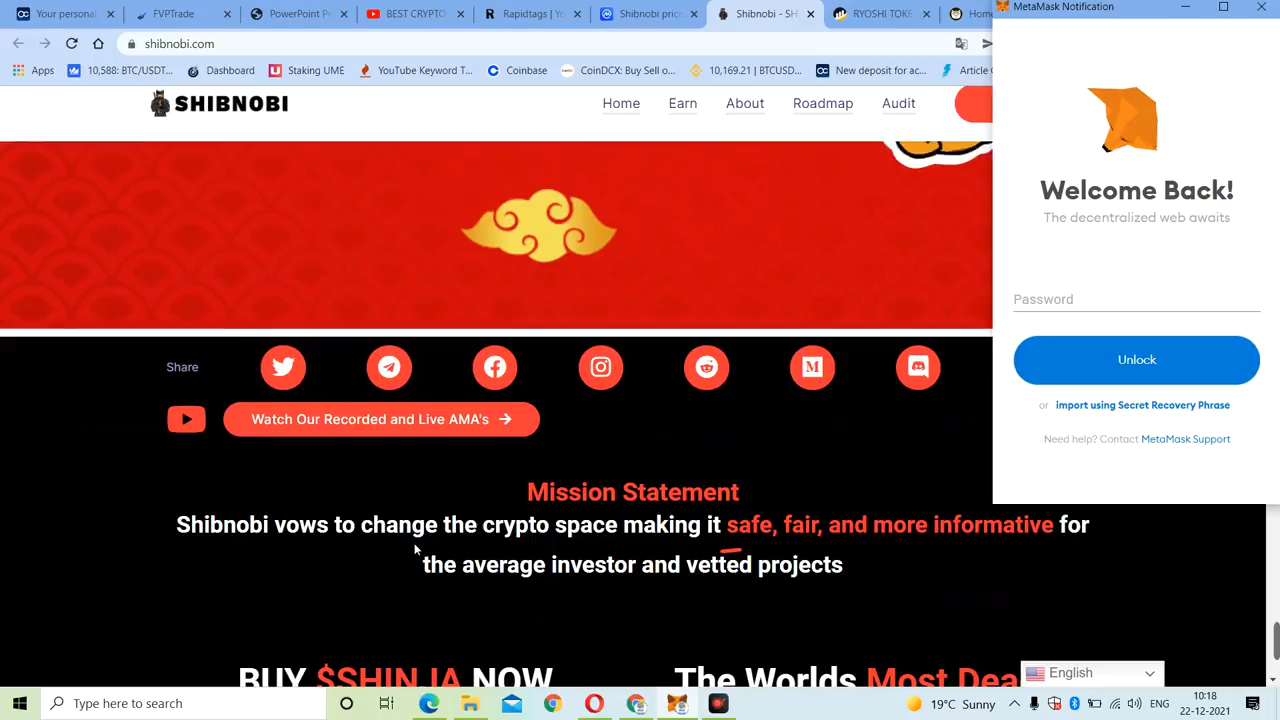 Your personal
FVPTrade
BEST CRYPTO
Rapidtags | Yo
Shibnobi price
Shibnobi - SH
RYOSHI TOKE
Hom
MetaMask Notification
shibnobi.com
Apps
10,588: BTC/USDT...
Dashboard
Staking UME
YouTube Keyword T...
Coinbase
CoinDCX: Buy Sell o...
10,169.21 | BTCUSD...
New deposit for ac...
Article
SHIBNOBI
Home
Earn
About
Roadmap
Audit
Welcome Back!
The decentralized web awaits
Password
Unlock
or import using Secret Recovery Phrase
Need help? Contact MetaMask Support
Share
Watch Our Recorded and Live AMA's
Mission Statement
Shibnobi vows to change the crypto space making it safe, fair, and more informative for
the average investor and vetted projects
BUY $SHINJA NOW
The Worlds Most Dea
English
Type here to search
19°C Sunny
ENG
10:18
22-12-2021